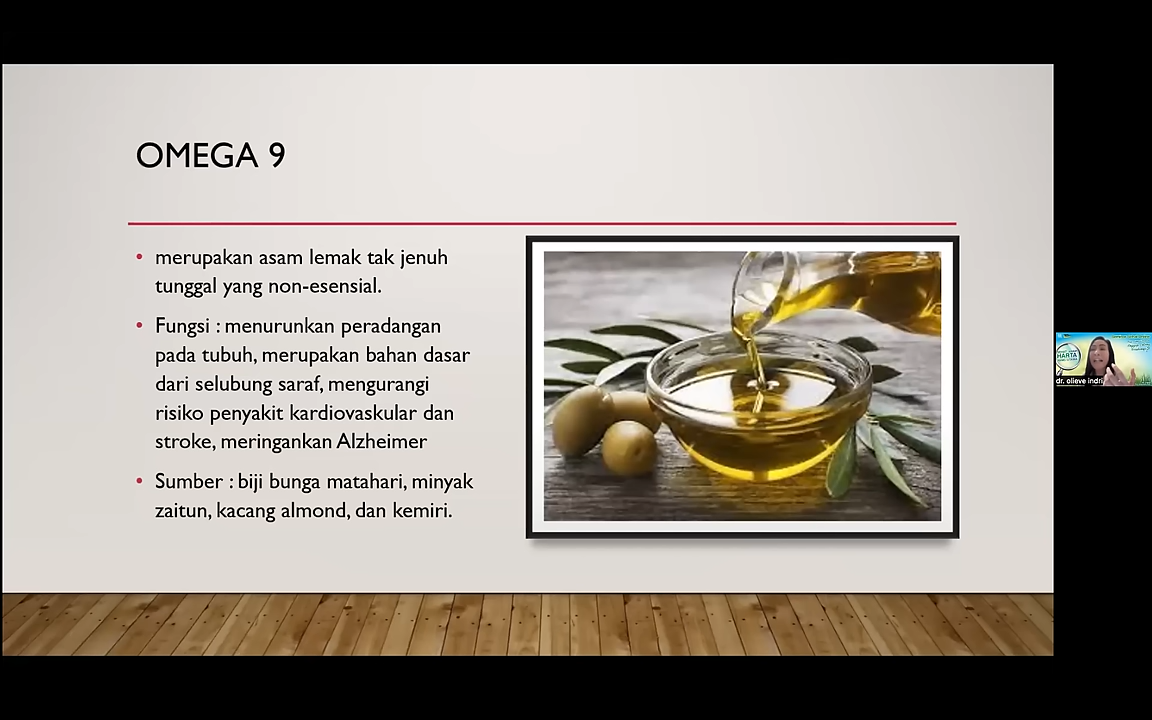 OMEGA 9
• merupakan asam lemak tak jenuh
tunggal yang non-esensial.
• Fungsi : menurunkan peradangan
pada tubuh, merupakan bahan dasar
dari selubung saraf, mengurangi
risiko penyakit kardiovaskular dan
stroke, meringankan Alzheimer
• Sumber : biji bunga matahari, minyak
zaitun, kacang almond, dan kemiri.
HARTA
dr. olieve indri